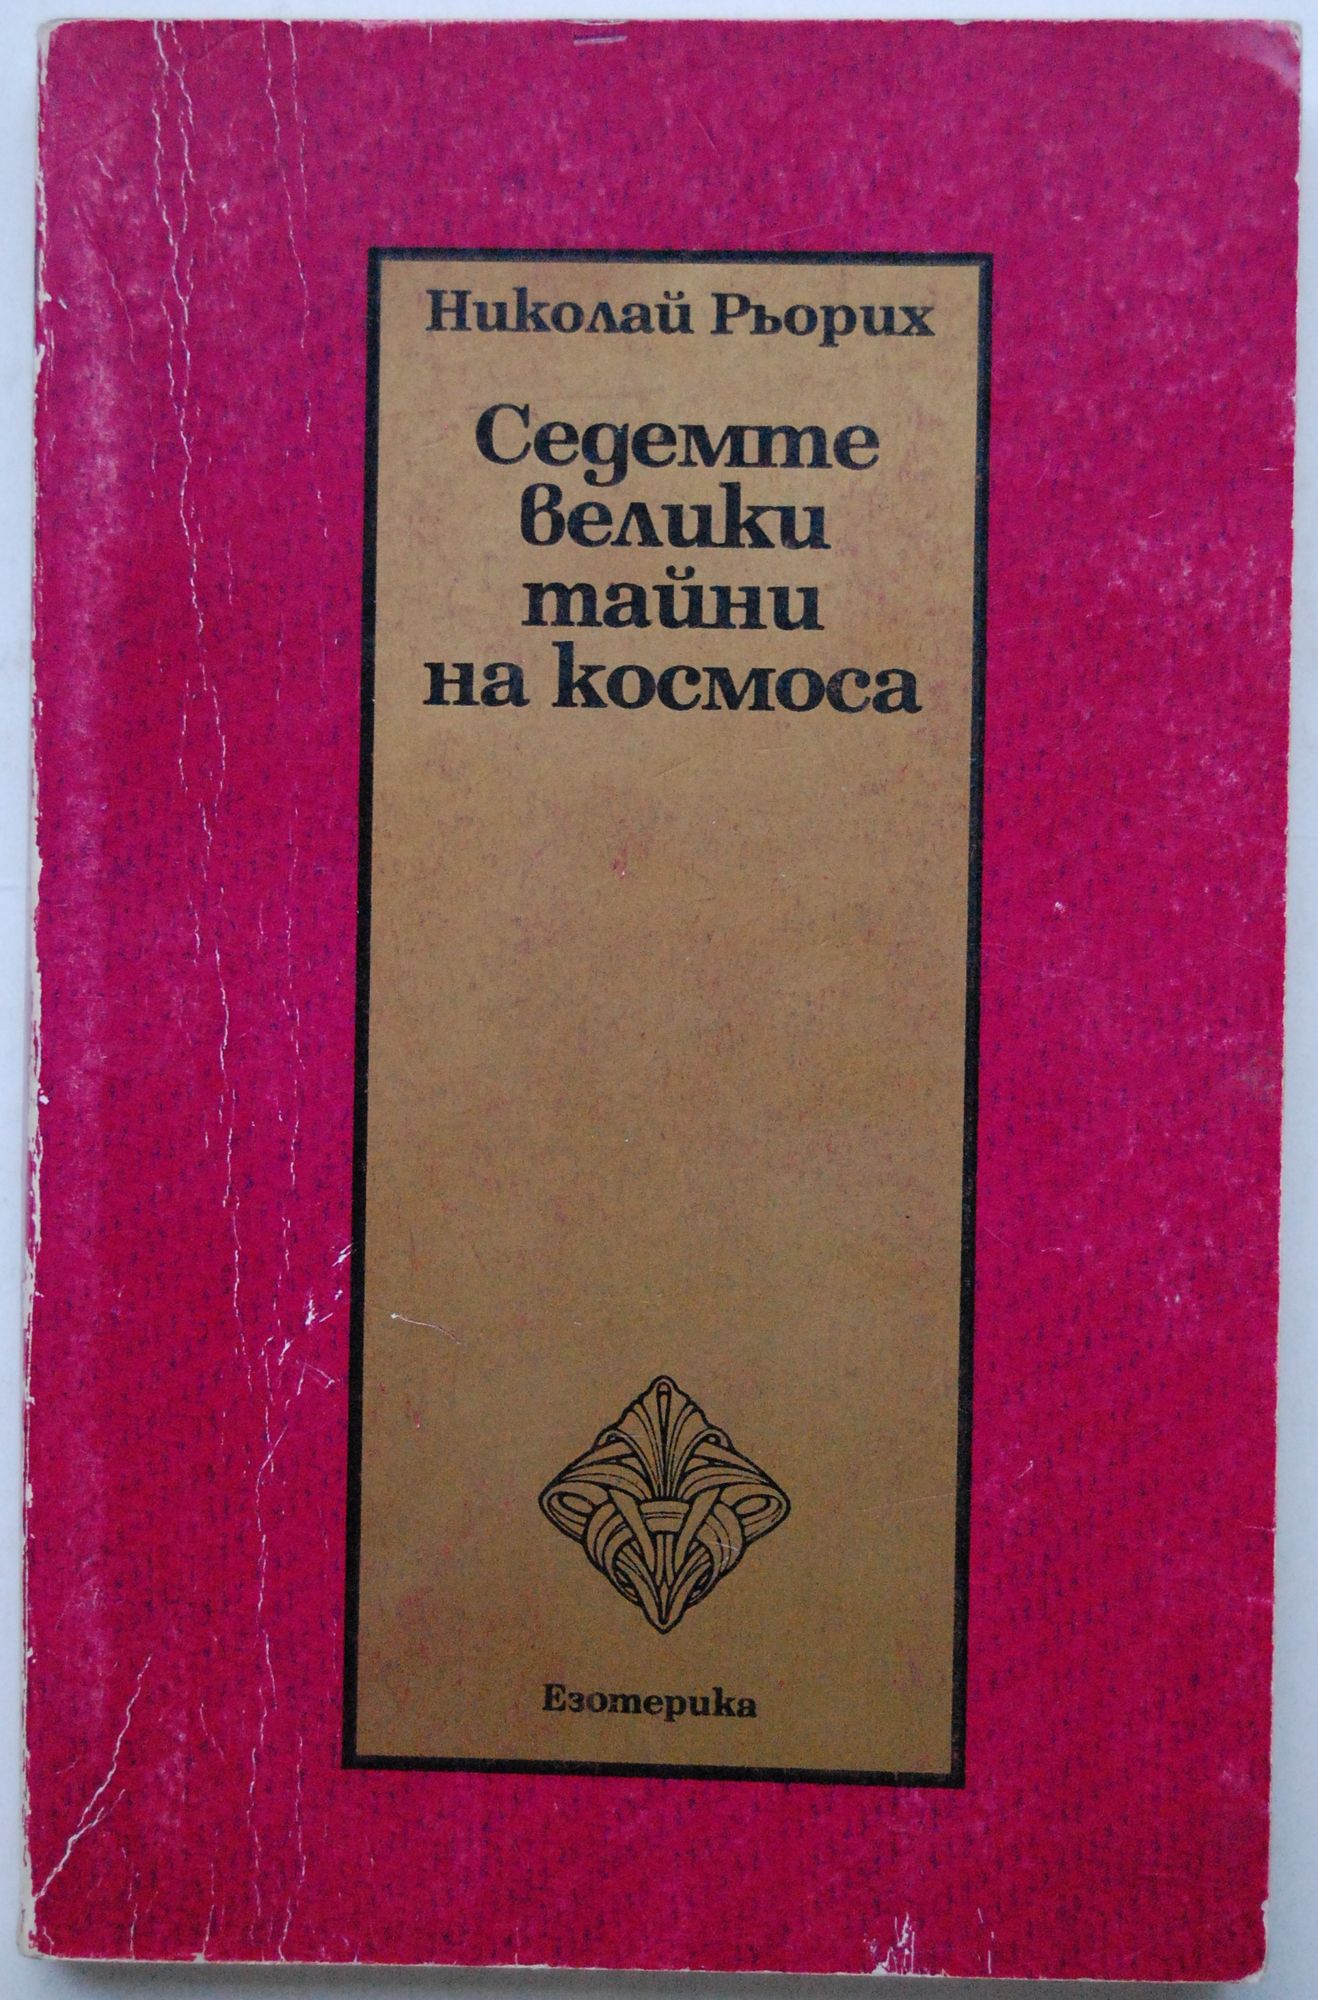 Николай Рьорих
Седемте
велики
тайни
на космоса
Езотерика